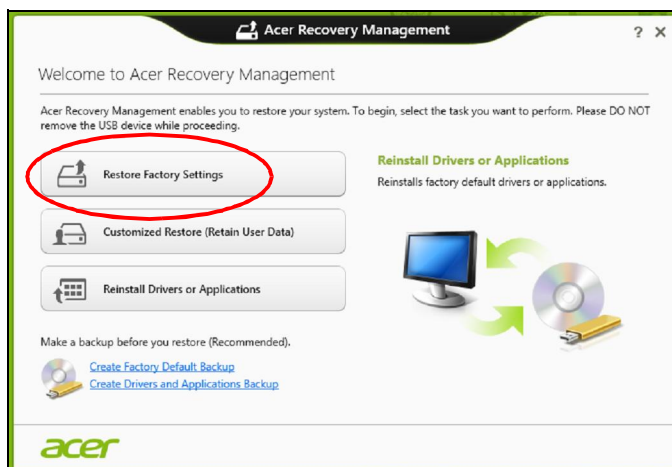 Acer Recovery Management
? X
Welcome to Acer Recovery Management
Acer Recovery Management enables you to restore your system. To begin, select the task you want to perform. Please DO NOT
remove the USB device while proceeding.
Restore Factory Settings
Customized Restore (Retain User Data)
Reinstall Drivers or Applications
Reinstall Drivers or Applications
Reinstalls factory default drivers or applications.
Make a backup before you restore (Recommended).
Create Factory Default Backup
Create Drivers and Applications Backup
acer